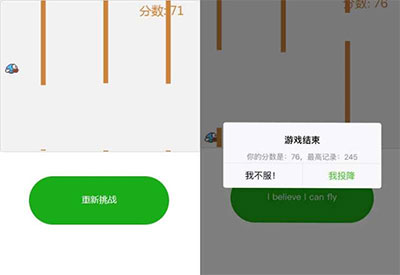 分数: 71
重新挑战
分数: 76
游戏结束
你的分数是：76，最高记录：245
我不服！
我投降
I believe I can fly